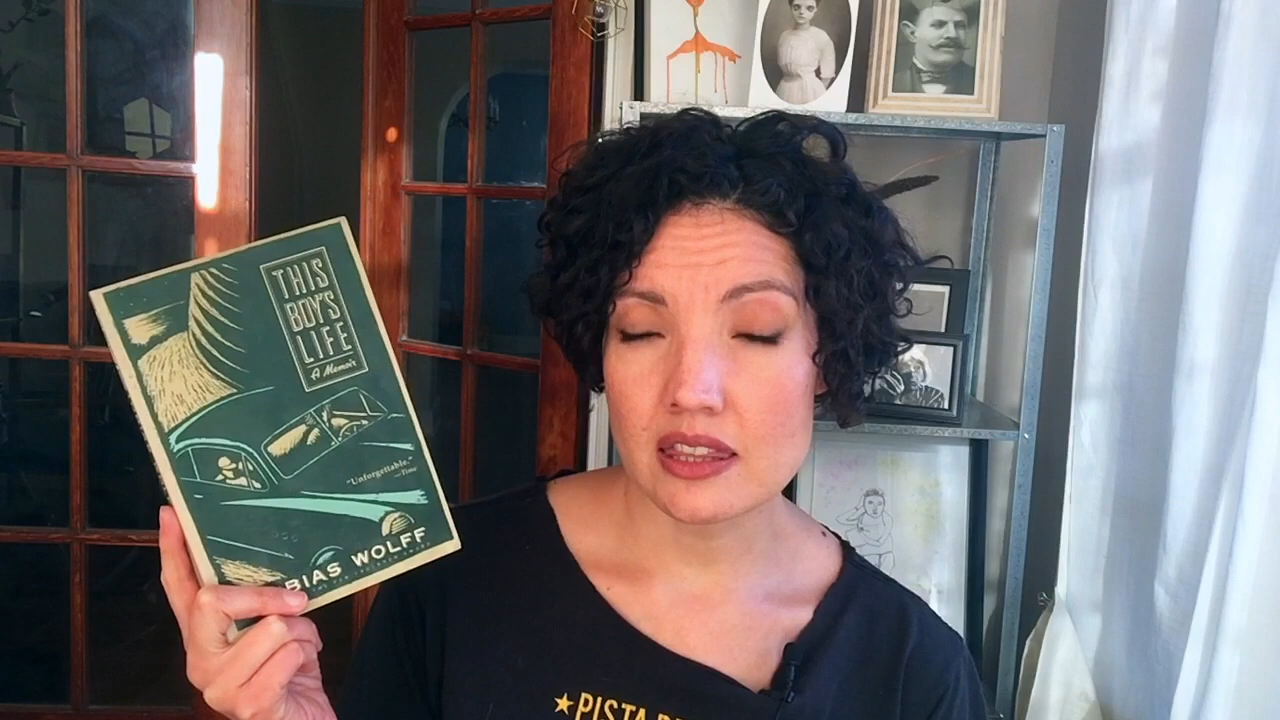 THIS
BOY'S
LIFE
A Memoir
"Unforgettable."
—Time
BIAS WOLFF
★PISTA